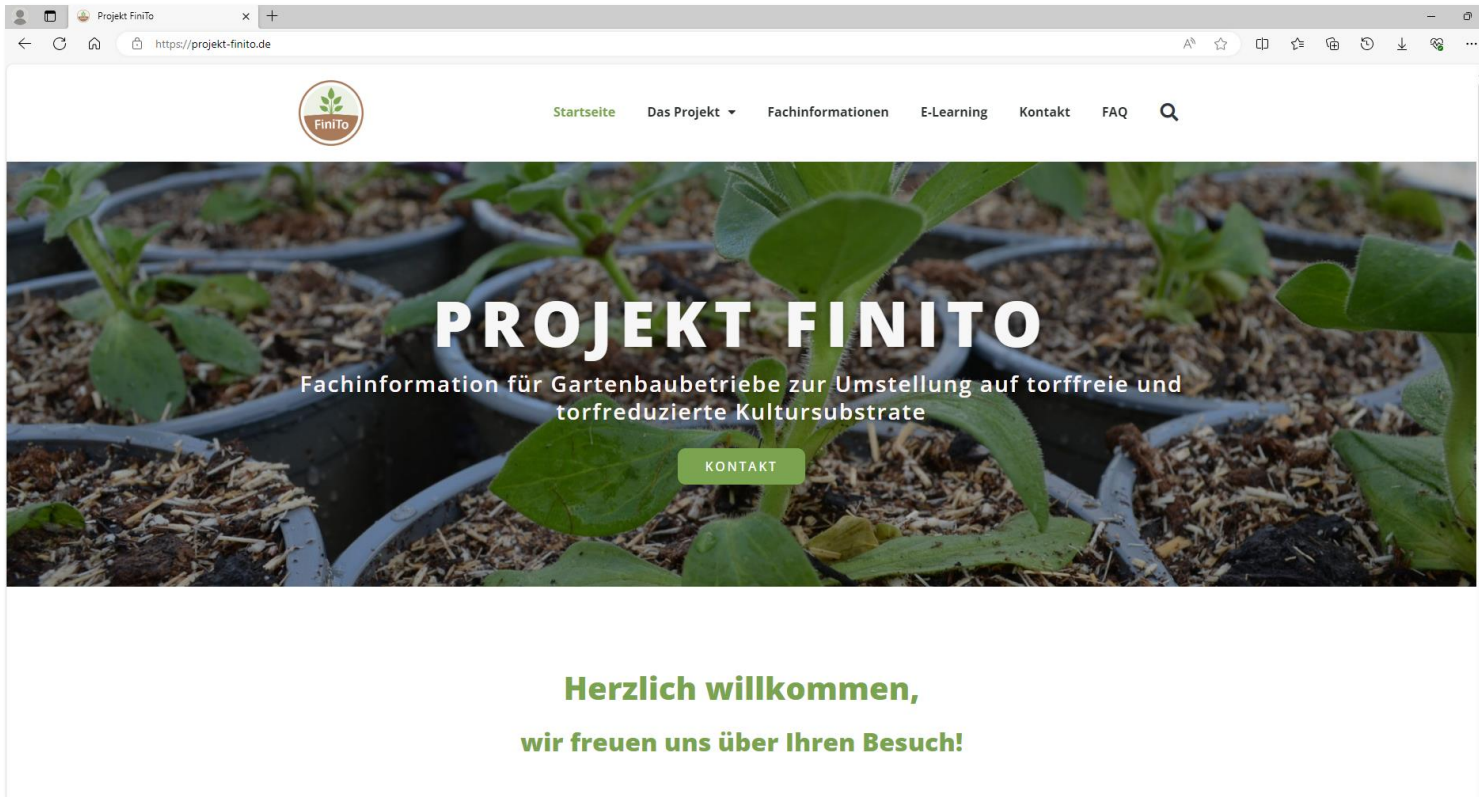 Projekt FiniTo
https://projekt-finito.de
FiniTo
Startseite Das Projekt Fachinformationen E-Learning Kontakt FAQ
PROJEKT FINITO
Fachinformation für Gartenbaubetriebe zur Umstellung auf torffreie und
torfreduzierte Kultursubstrate
KONTAKT
Herzlich willkommen,
wir freuen uns über Ihren Besuch!